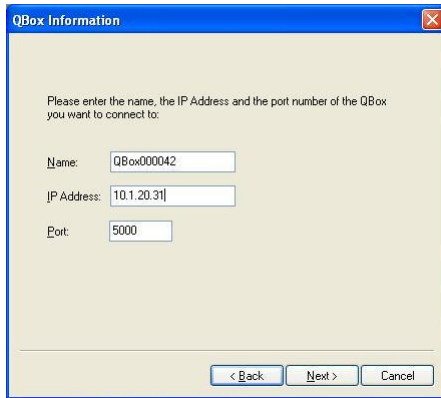 QBox Information
Please enter the name, the IP Address and the port number of the QBox
you want to connect to:
Name: QBox000042
IP Address: 10.1.20.31
Port: 5000
< Back Next > Cancel